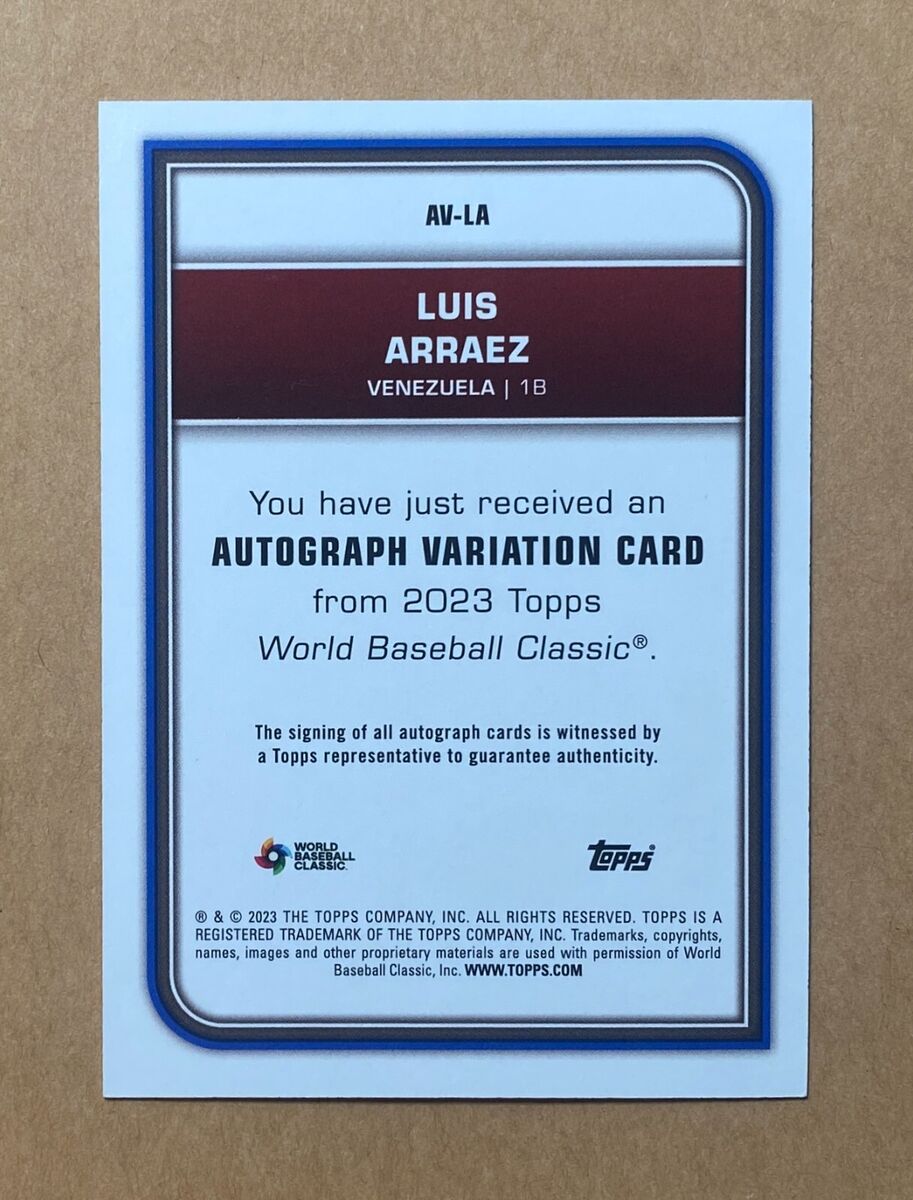 AV-LA
LUIS
ARRAEZ
VENEZUELA | 1B
You have just received an
AUTOGRAPH VARIATION CARD
from 2023 Topps
World Baseball Classic®.
The signing of all autograph cards is witnessed by
a Topps representative to guarantee authenticity.
WORLD
BASEBALL
CLASSIC.
topps®
® & © 2023 THE TOPPS COMPANY, INC. ALL RIGHTS RESERVED. TOPPS IS A
REGISTERED TRADEMARK OF THE TOPPS COMPANY, INC. Trademarks, copyrights,
names, images and other proprietary materials are used with permission of World
Baseball Classic, Inc. WWW.TOPPS.COM